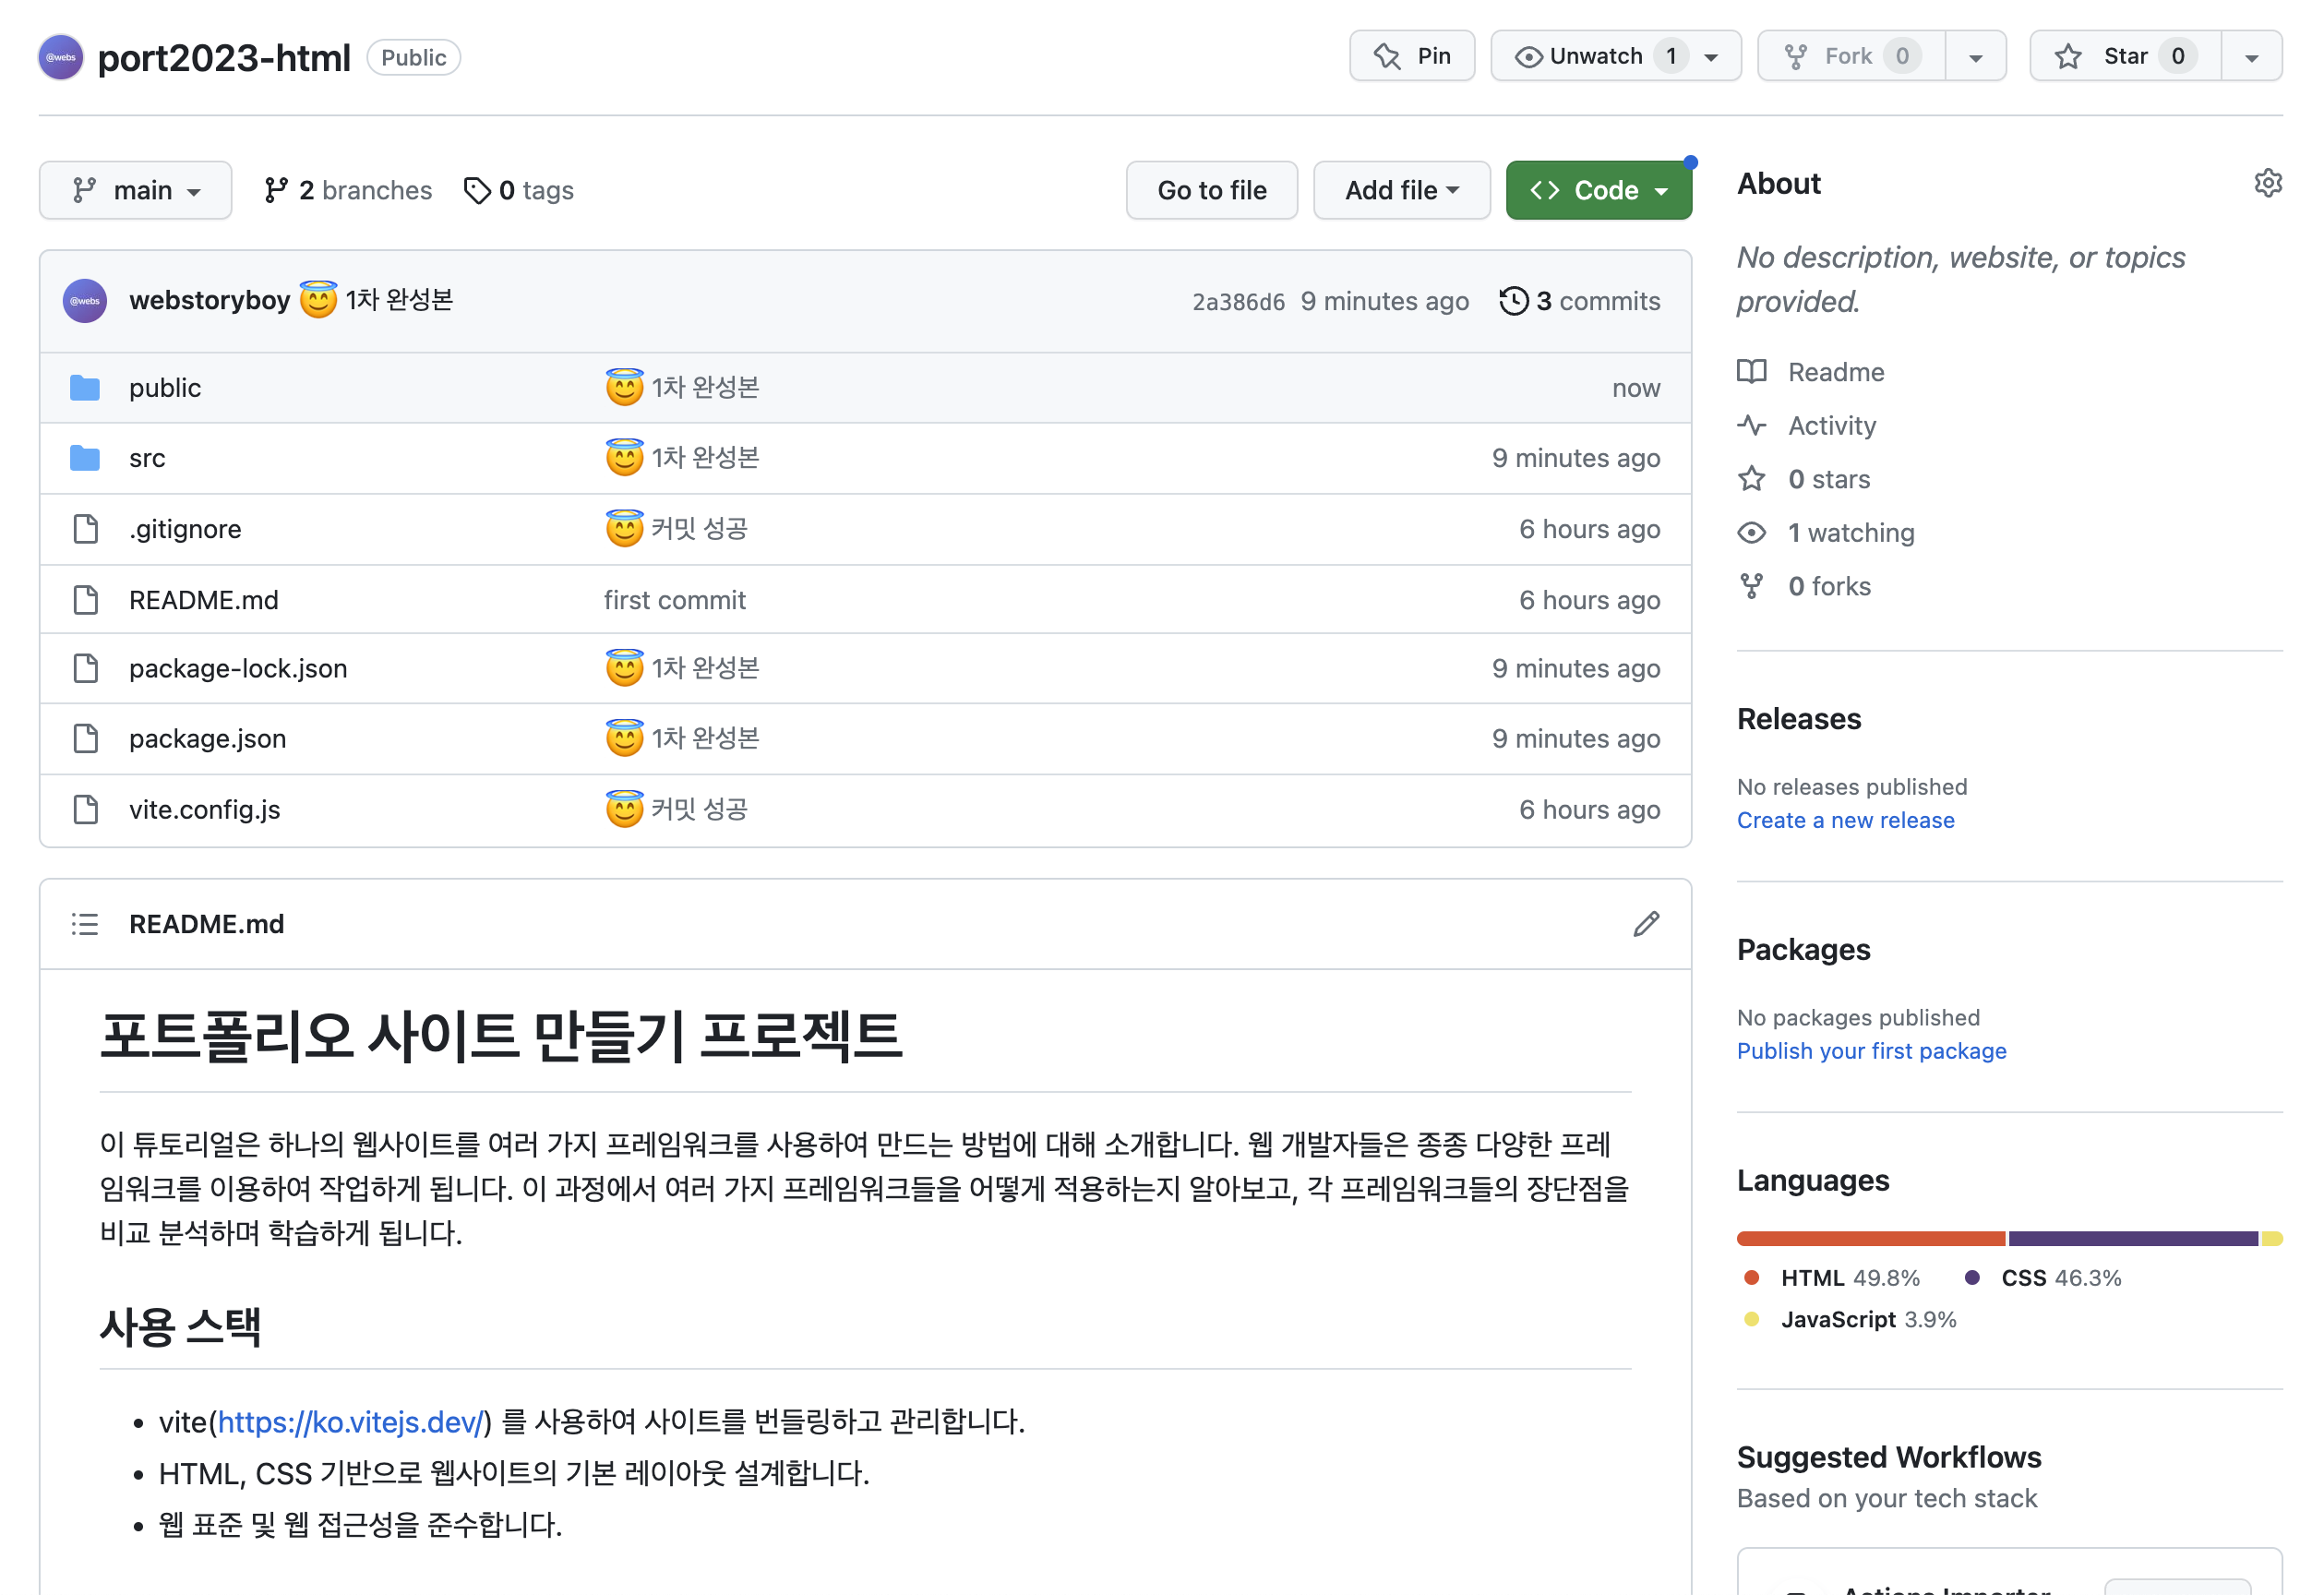 @webs port2023-html Public Pin Unwatch 1 Fork 0 Star 0
main 2 branches 0 tags Go to file Add file Code
@webs webstoryboy 😇 1차 완성본 2a386d6 9 minutes ago 3 commits
public 😇 1차 완성본 now
src 😇 1차 완성본 9 minutes ago
.gitignore 😇 커밋 성공 6 hours ago
README.md first commit 6 hours ago
package-lock.json 😇 1차 완성본 9 minutes ago
package.json 😇 1차 완성본 9 minutes ago
vite.config.js 😇 커밋 성공 6 hours ago
README.md
포트폴리오 사이트 만들기 프로젝트
이 튜토리얼은 하나의 웹사이트를 여러 가지 프레임워크를 사용하여 만드는 방법에 대해 소개합니다. 웹 개발자들은 종종 다양한 프레
임워크를 이용하여 작업하게 됩니다. 이 과정에서 여러 가지 프레임워크들을 어떻게 적용하는지 알아보고, 각 프레임워크들의 장단점을
비교 분석하며 학습하게 됩니다.
사용 스택
• vite(https://ko.vitejs.dev/) 를 사용하여 사이트를 번들링하고 관리합니다.
• HTML, CSS 기반으로 웹사이트의 기본 레이아웃 설계합니다.
• 웹 표준 및 웹 접근성을 준수합니다.
About
No description, website, or topics
provided.
Readme
Activity
0 stars
1 watching
0 forks
Releases
No releases published
Create a new release
Packages
No packages published
Publish your first package
Languages
HTML 49.8% CSS 46.3%
JavaScript 3.9%
Suggested Workflows
Based on your tech stack
Actions Importer